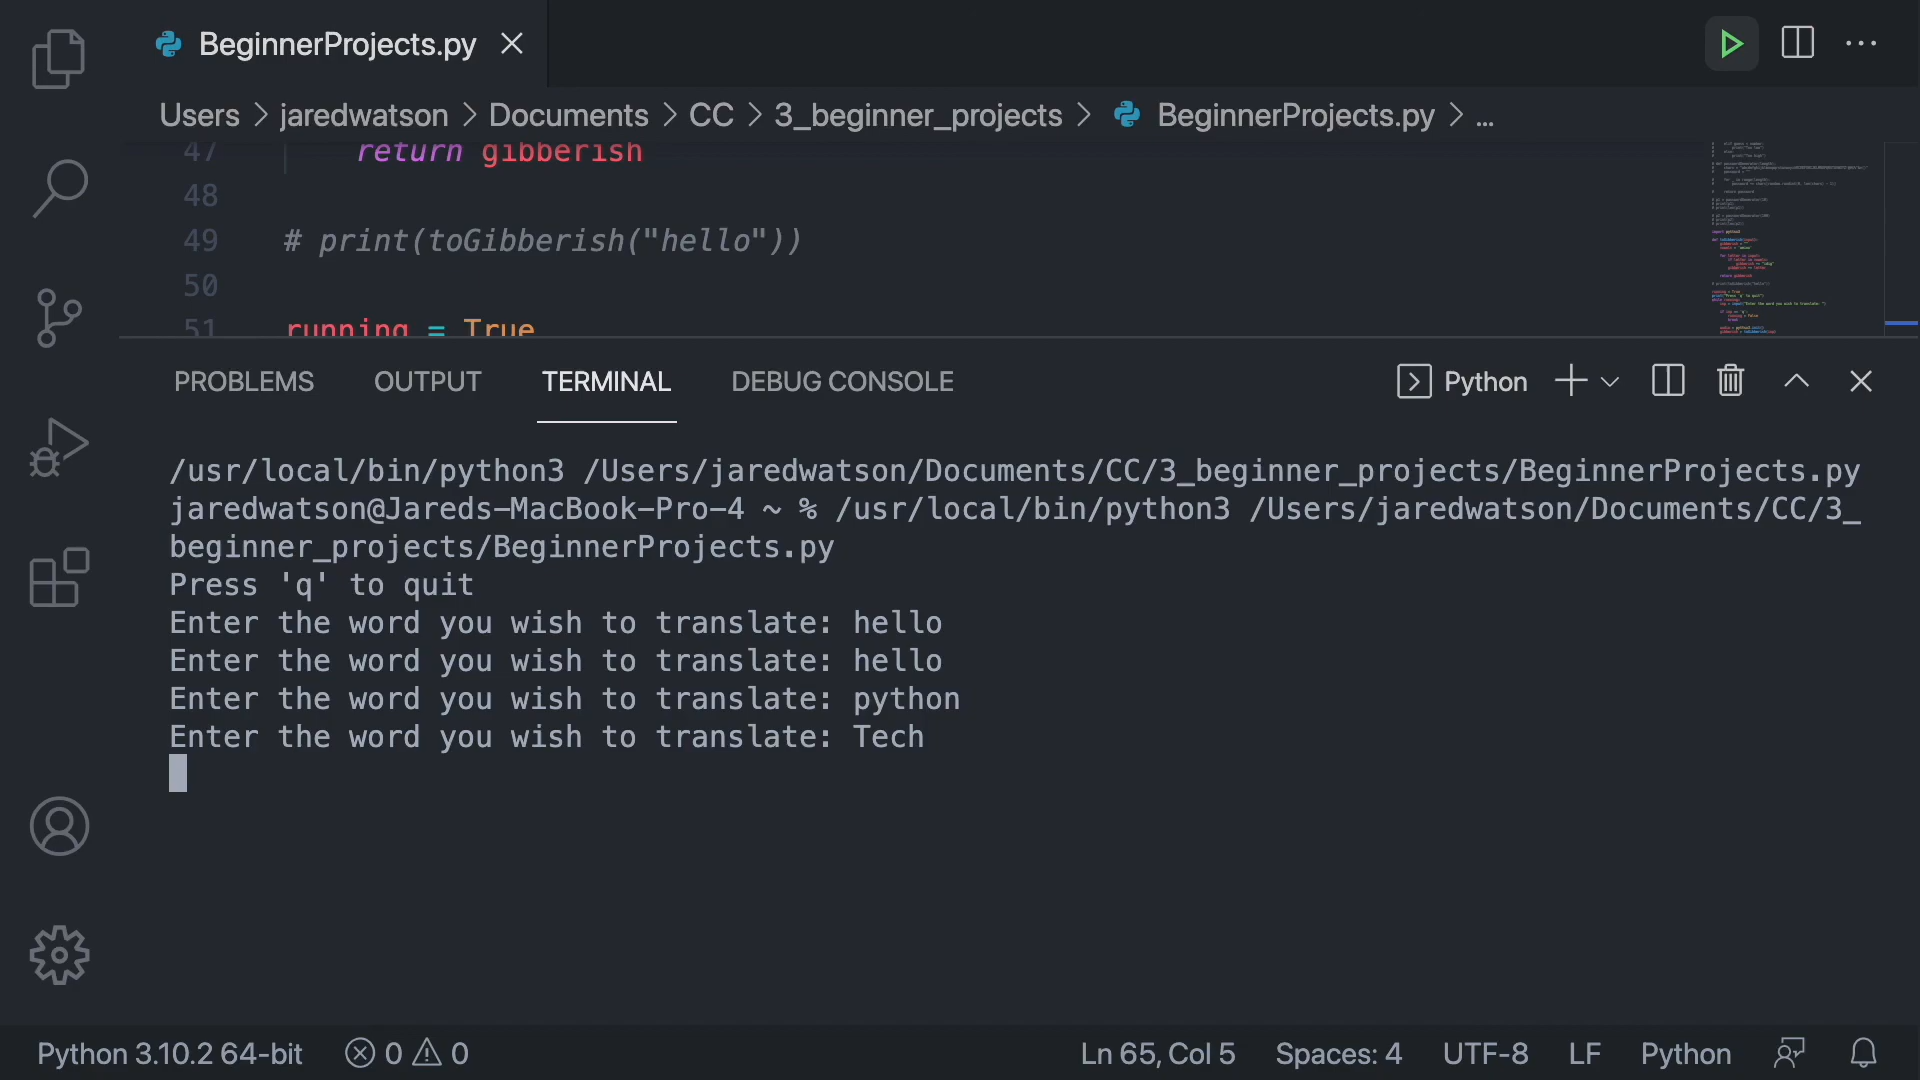 BeginnerProjects.py
Users > jaredwatson > Documents > CC > 3_beginner_projects > BeginnerProjects.py > ...
47 return gibberish
48
49 # print(toGibberish("hello"))
50
51 running = True
PROBLEMS OUTPUT TERMINAL DEBUG CONSOLE Python
/usr/local/bin/python3 /Users/jaredwatson/Documents/CC/3_beginner_projects/BeginnerProjects.py
jaredwatson@Jareds-MacBook-Pro-4 ~ % /usr/local/bin/python3 /Users/jaredwatson/Documents/CC/3_
beginner_projects/BeginnerProjects.py
Press 'q' to quit
Enter the word you wish to translate: hello
Enter the word you wish to translate: hello
Enter the word you wish to translate: python
Enter the word you wish to translate: Tech
Python 3.10.2 64-bit 0 0 Ln 65, Col 5 Spaces: 4 UTF-8 LF Python